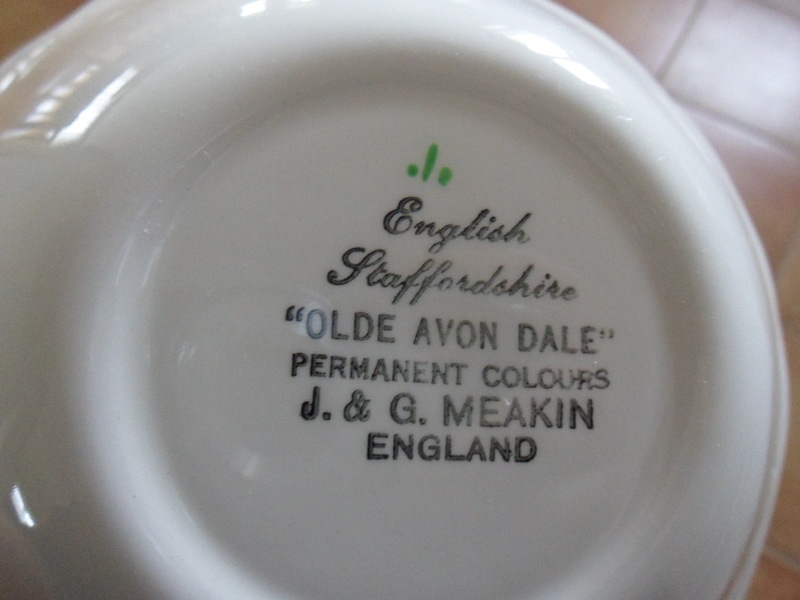 English
Staffordshire
"OLDE AVON DALE"
PERMANENT COLOURS
J. & G. MEAKIN
ENGLAND